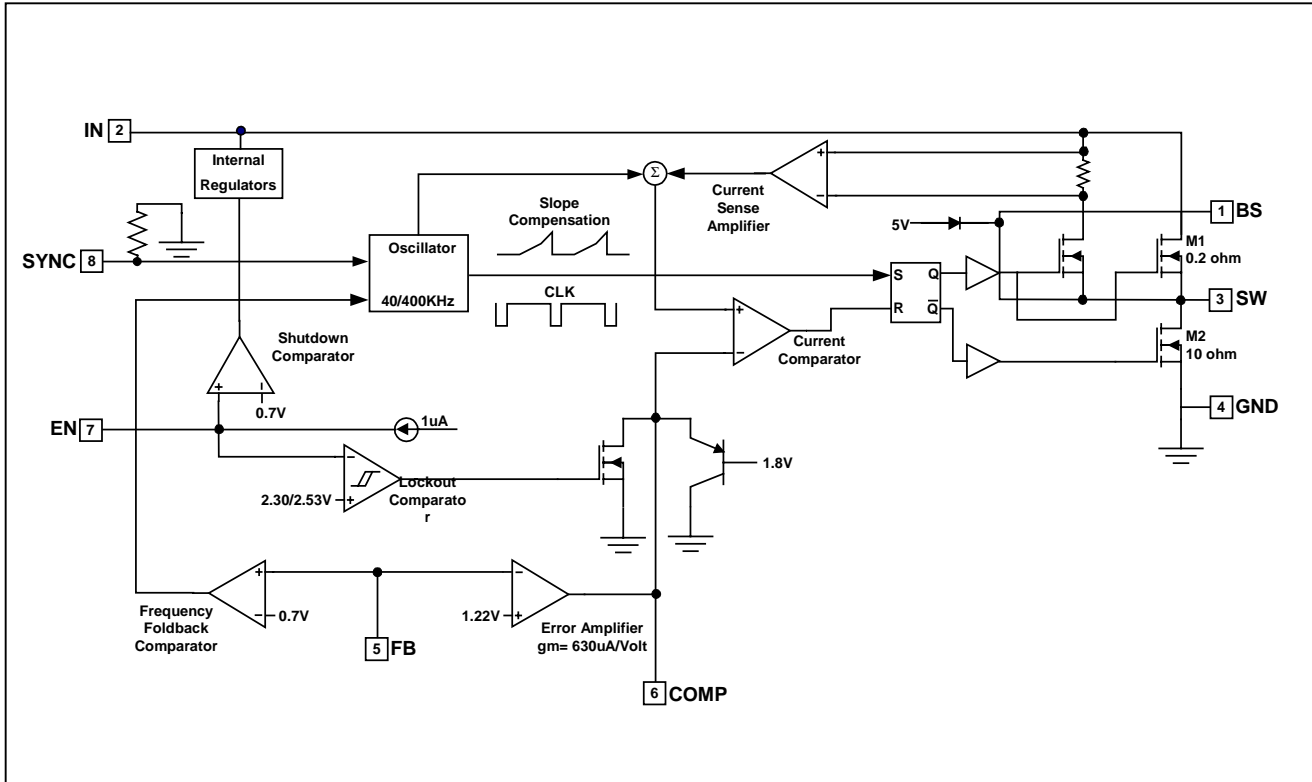 IN 2
Internal
Regulators
SYNC 8
Oscillator
40/400KHz
Slope
Compensation
CLK
Σ
+
−
Current
Sense
Amplifier
5V
1 BS
M1
0.2 ohm
S Q
R Q̅
3 SW
M2
10 ohm
4 GND
+
−
Current
Comparator
Shutdown
Comparator
+ −
0.7V
EN 7
1uA
−
+
2.30/2.53V
Lockout
Comparato
r
1.8V
+
−
0.7V
Frequency
Foldback
Comparator
5 FB
−
+
1.22V
Error Amplifier
gm= 630uA/Volt
6 COMP